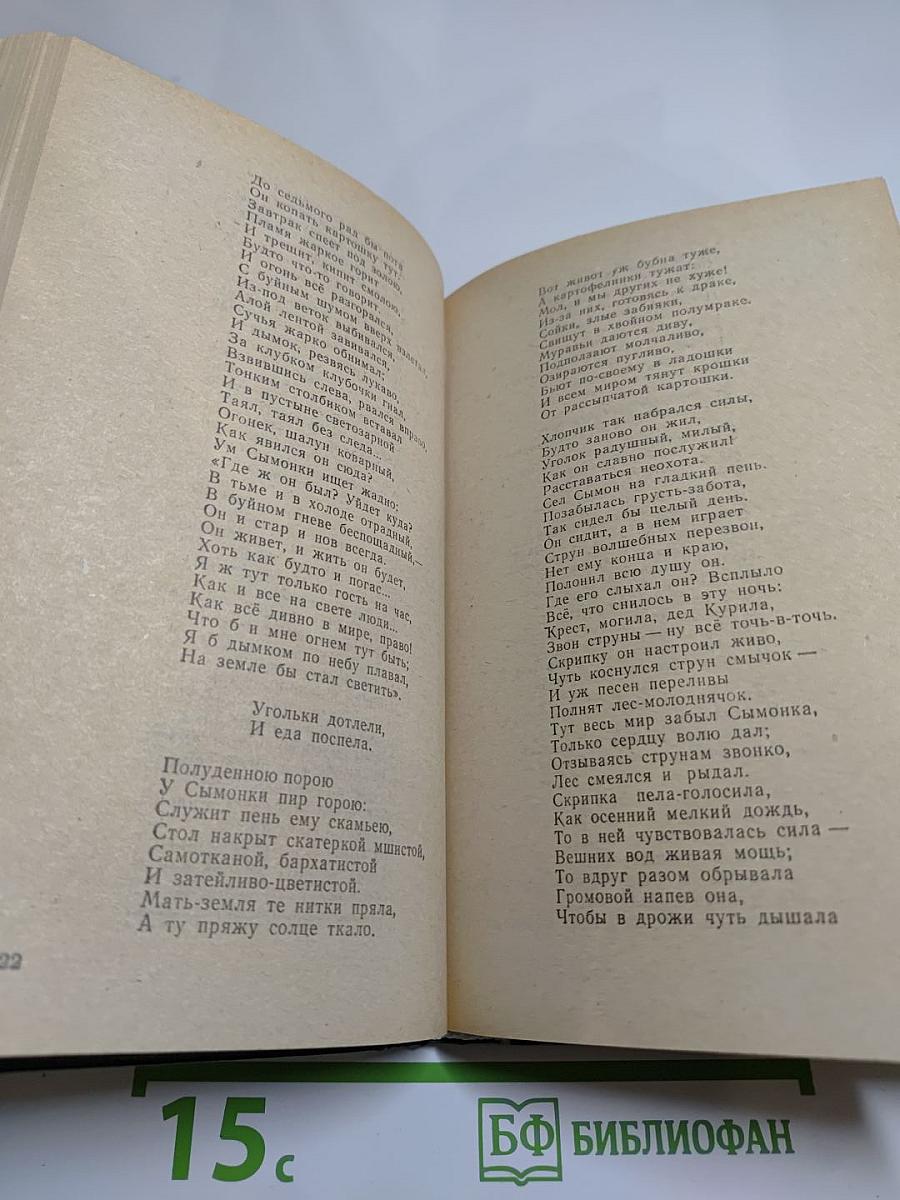 До седьмого рад бы пота
Он копать картошку тут.
Завтрак спеет под золою,
Пламя жаркое горит
И трещит, кипит смолою,
Будто что-то говорит.
И огонь всё разгорался,
С буйным шумом вверх взлетал,
Из-под веток выбивался,
Алой лентой завивался,
Сучья жарко обнимал;
И дымок, резвясь лукаво,
За клубком клубочки гнал,
Взвившись слева, рвался вправо
Тонким столбиком вставал
И в пустыне светозарной
Таял, таял без следа...
Огонек, шалун коварный,
Как явился он сюда?
Ум Сымонки ищет жадно:
«Где ж он был? Уйдет куда?
В тьме и в холоде отрадный,
В буйном гневе беспощадный,—
Он и стар и нов всегда.
Он живет, и жить он будет,
Хоть как будто и погас...
Я ж тут только гость на час,
Как и все на свете люди...
Как всё дивно в мире, право!
Что б и мне огнем тут быть;
Я б дымком по небу плавал,
На земле бы стал светить».
Угольки дотлели,
И еда поспела.
Полуденною порою
У Сымонки пир горою:
Служит пень ему скамьею,
Стол накрыт скатеркой мшистой,
Самотканой, бархатистой
И затейливо-цветистой.
Мать-земля те нитки пряла,
А ту пряжу солце ткало.
22
Вот живот уж бубна туже,
А картофелинки тужат:
Мол, и мы других не хуже!
Из-за них, готовясь к драке,
Сойки, злые забияки,
Свищут в хвойном полумраке.
Муравьи даются диву,
Подползают молчаливо,
Озираются пугливо,
Бьют по-своему в ладошки
И всем миром тянут крошки
От рассыпчатой картошки.
Хлопчик так набрался силы,
Будто заново он жил,
Уголок радушный, милый,
Как он славно послужил!
Расставаться неохота.
Сел Сымон на гладкий пень.
Позабылась грусть-забота,
Так сидел бы целый день.
Он сидит, а в нем играет
Струн волшебных перезвон,
Нет ему конца и краю,
Полонил всю душу он.
Где его слыхал он? Всплыло
Всё, что снилось в эту ночь:
Крест, могила, дед Курила,
Звон струны — ну всё точь-в-точь.
Скрипку он настроил живо,
Чуть коснулся струн смычок —
И уж песен переливы
Полнят лес-молоднячок.
Тут весь мир забыл Сымонка,
Только сердцу волю дал;
Отзываясь струнам звонко,
Лес смеялся и рыдал.
Скрипка пела-голосила,
Как осенний мелкий дождь,
То в ней чувствовалась сила —
Вешних вод живая мощь;
То вдруг разом обрывала
Громовой напев она,
Чтобы в дрожи чуть дышала
15 с
БФ БИБЛИОФАН